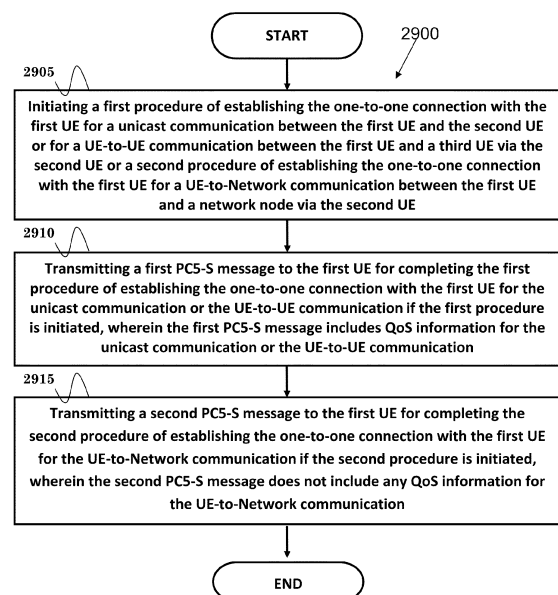 START
2900
2905
Initiating a first procedure of establishing the one-to-one connection with the
first UE for a unicast communication between the first UE and the second UE
or for a UE-to-UE communication between the first UE and a third UE via the
second UE or a second procedure of establishing the one-to-one connection
with the first UE for a UE-to-Network communication between the first UE
and a network node via the second UE
2910
Transmitting a first PC5-S message to the first UE for completing the first
procedure of establishing the one-to-one connection with the first UE for the
unicast communication or the UE-to-UE communication if the first procedure
is initiated, wherein the first PC5-S message includes QoS information for the
unicast communication or the UE-to-UE communication
2915
Transmitting a second PC5-S message to the first UE for completing the
second procedure of establishing the one-to-one connection with the first UE
for the UE-to-Network communication if the second procedure is initiated,
wherein the second PC5-S message does not include any QoS information for
the UE-to-Network communication
END